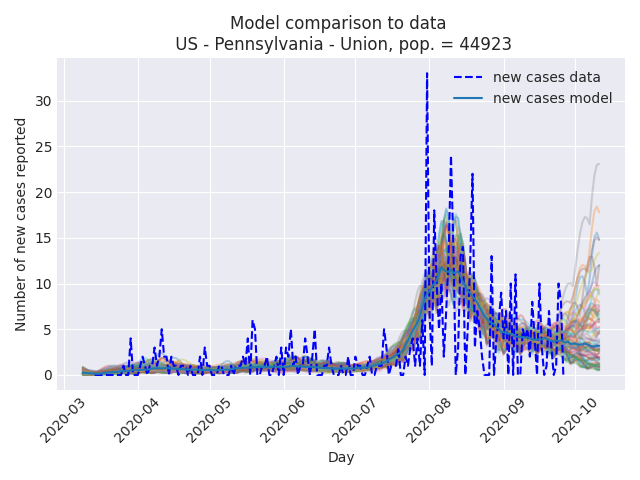 Model comparison to data
US - Pennsylvania - Union, pop. = 44923
new cases data
new cases model
Number of new cases reported
30
25
20
15
10
5
0
2020-03
2020-04
2020-05
2020-06
2020-07
2020-08
2020-09
2020-10
Day